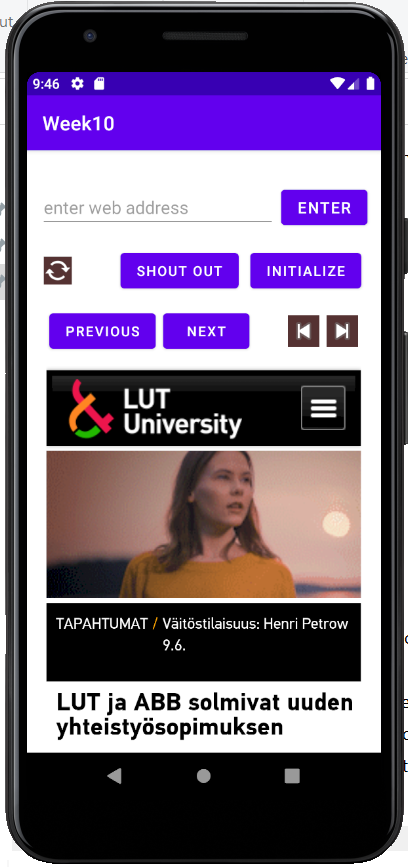 9:46
Week10
enter web address
ENTER
SHOUT OUT
INITIALIZE
PREVIOUS
NEXT
LUT
University
TAPAHTUMAT / Väitöstilaisuus: Henri Petrow
9.6.
LUT ja ABB solmivat uuden
yhteistyösopimuksen